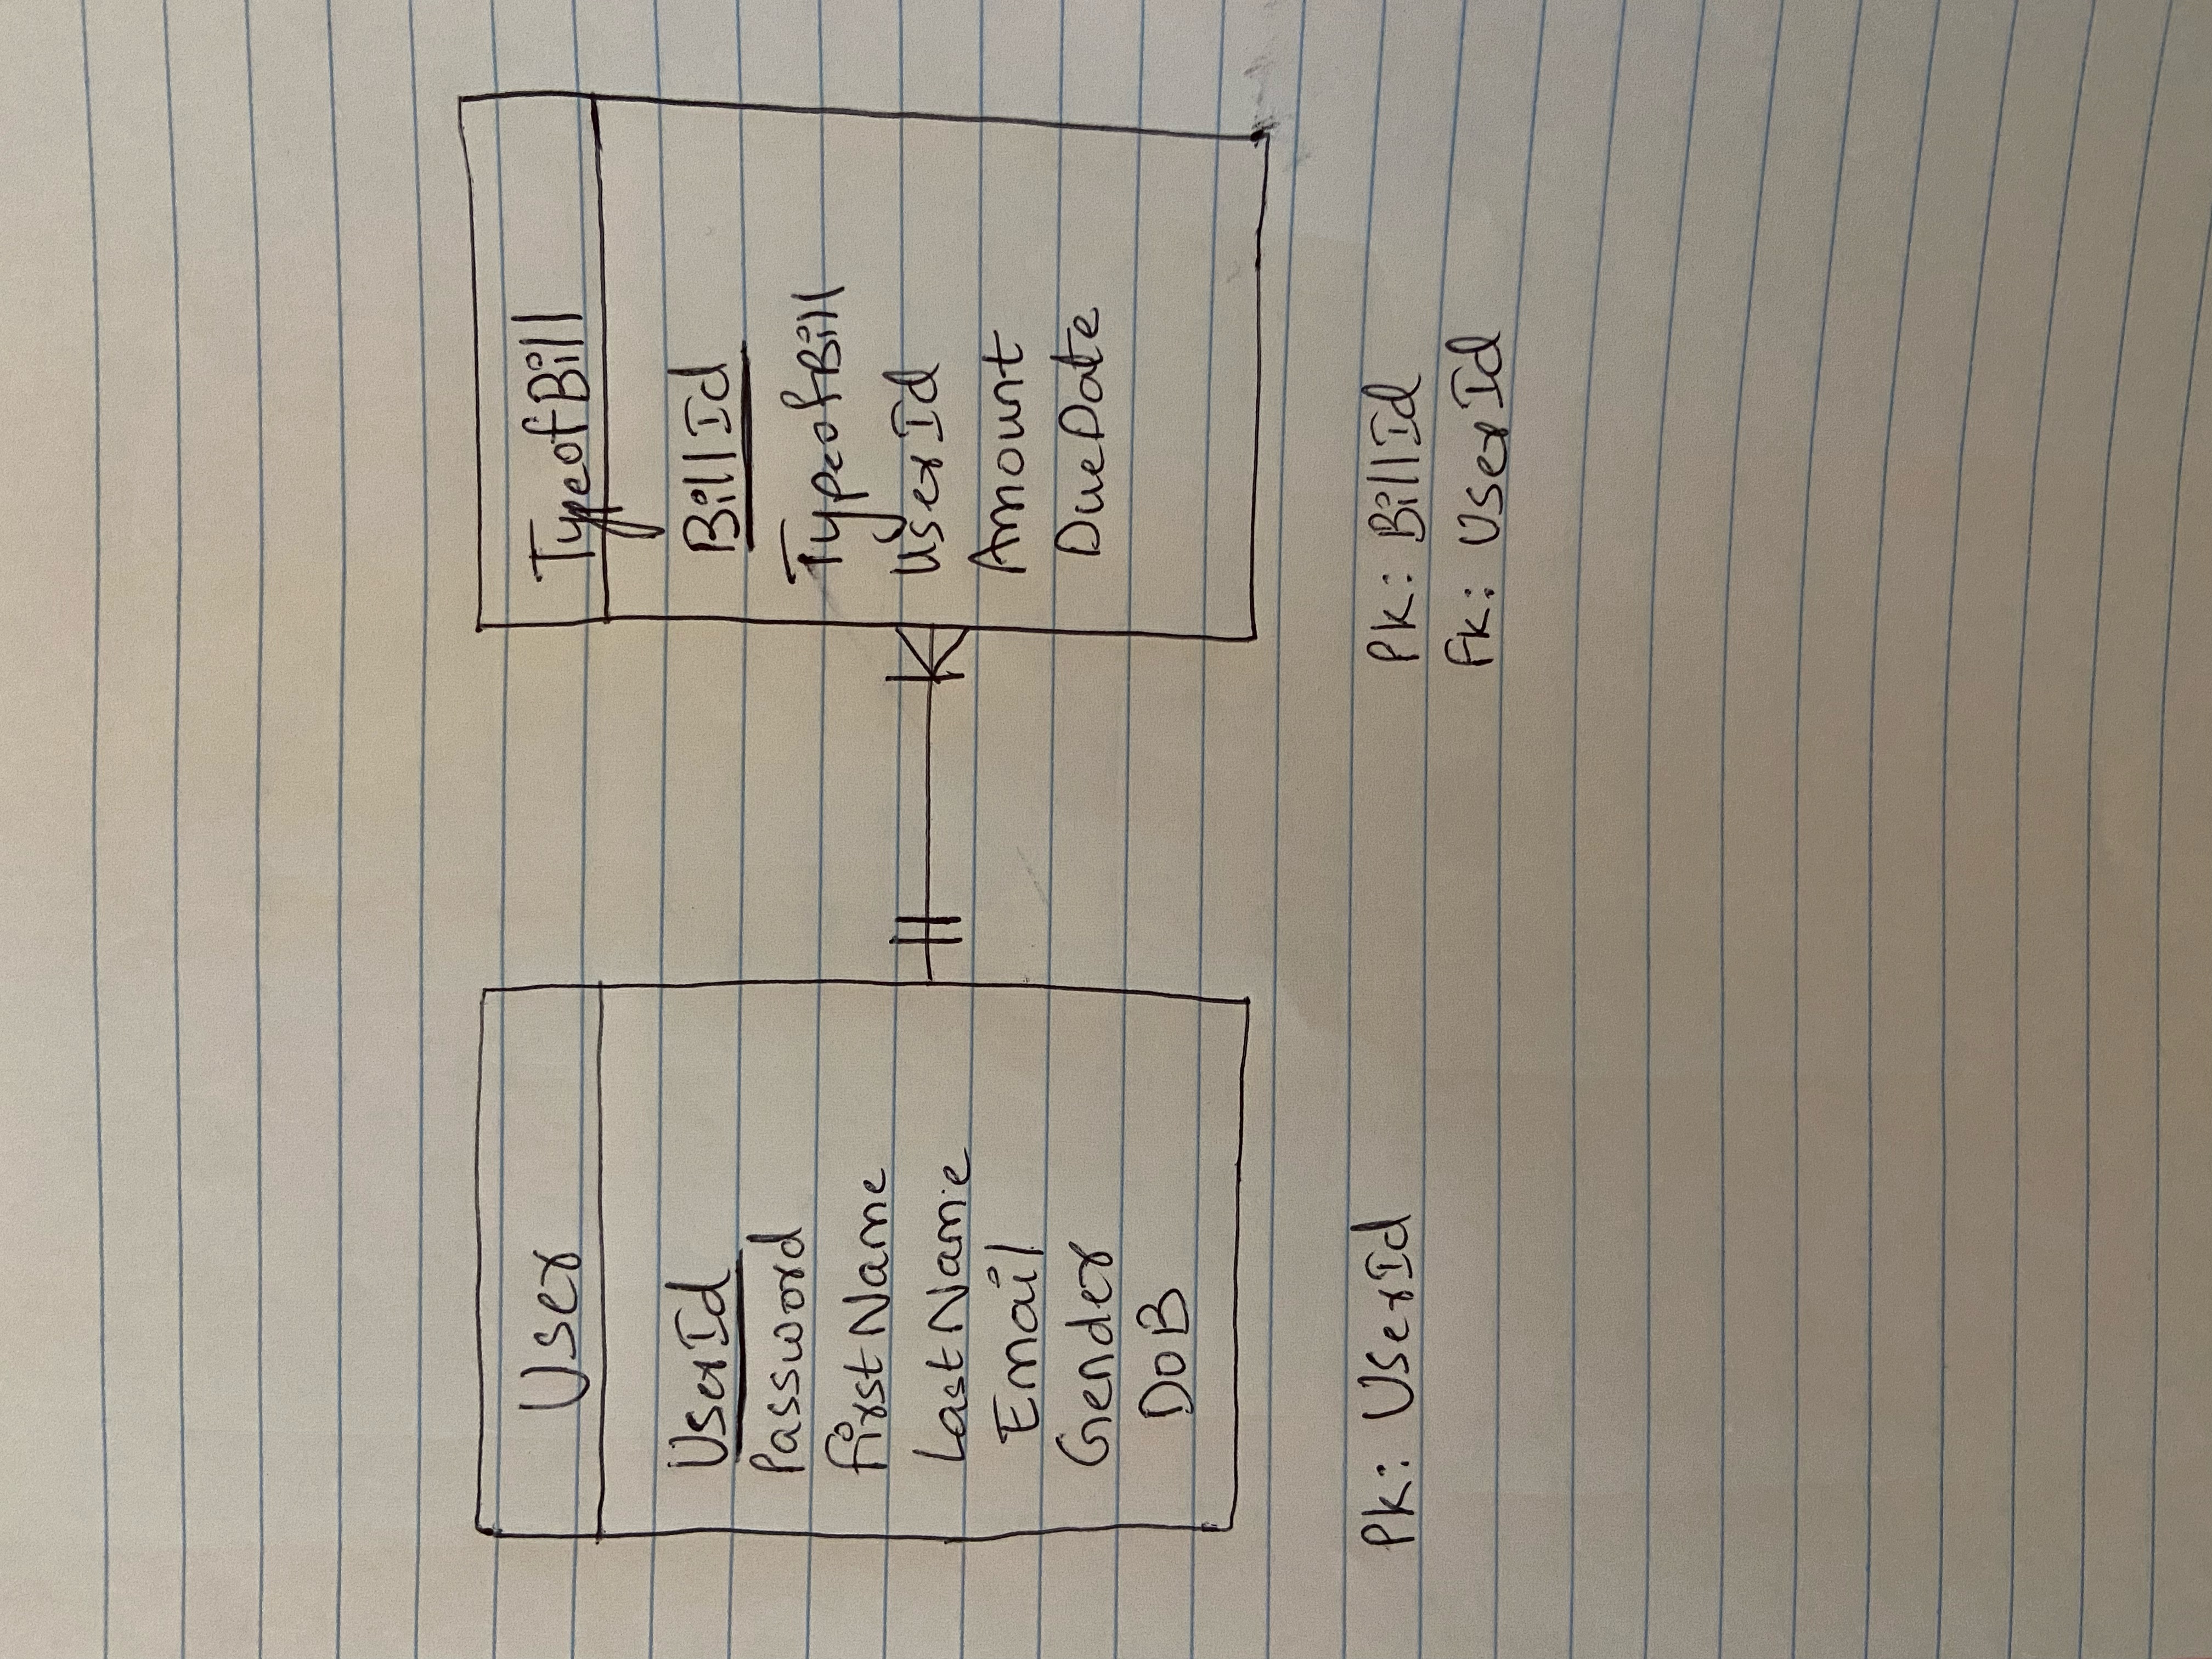 User
UserId
Password
FirstName
LastName
Email
Gender
DoB
Pk: UserId
TypeofBill
BillId
TypeofBill
UserId
Amount
DueDate
Pk: BillId
Fk: UserId